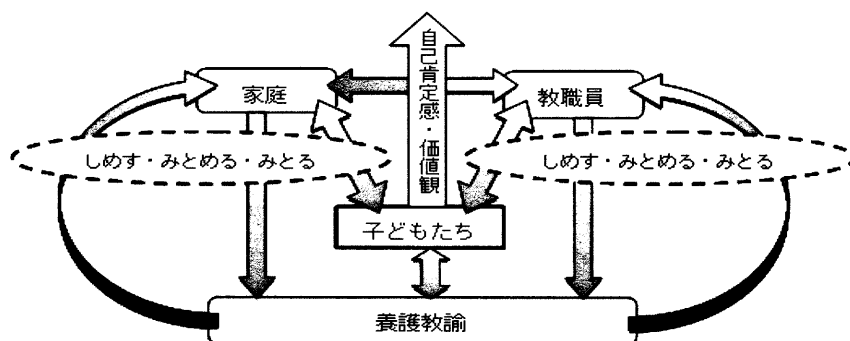 自己肯定感・価値観
家庭
教職員
しめす・みとめる・みとる
しめす・みとめる・みとる
子どもたち
養護教諭